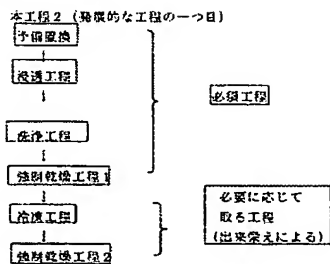 本工程2（発展的な工程の一つ目）
予備置換
浸透工程
洗浄工程
強制乾燥工程1
冷凍工程
強制乾燥工程2
必須工程
必要に応じて
取る工程
(出来栄えによる)